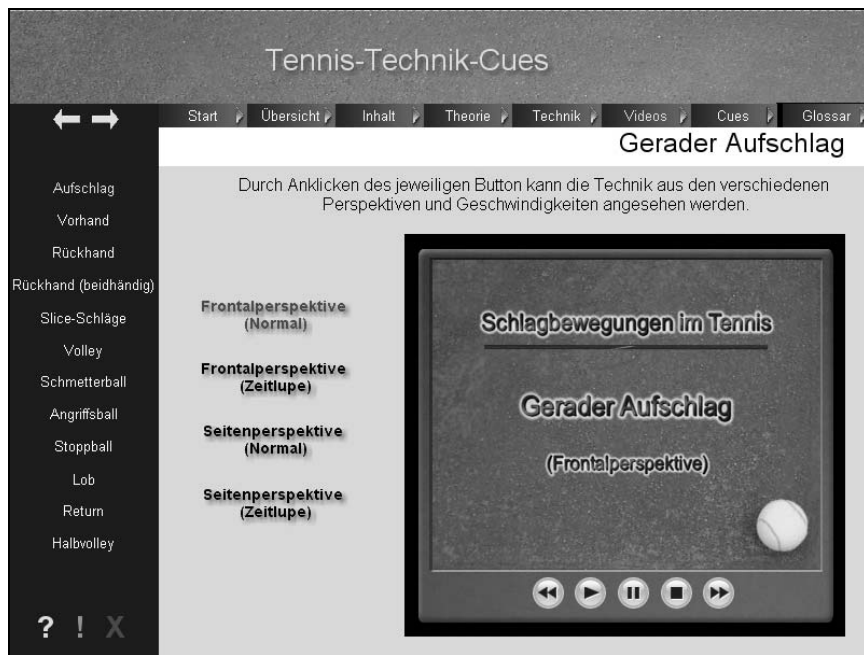 Tennis-Technik-Cues
Start Übersicht Inhalt Theorie Technik Videos Cues Glossar
Gerader Aufschlag
Aufschlag
Vorhand
Rückhand
Rückhand (beidhändig)
Slice-Schläge
Volley
Schmetterball
Angriffsball
Stoppball
Lob
Return
Halbvolley
? ! X
Durch Anklicken des jeweiligen Button kann die Technik aus den verschiedenen
Perspektiven und Geschwindigkeiten angesehen werden.
Frontalperspektive
(Normal)
Frontalperspektive
(Zeitlupe)
Seitenperspektive
(Normal)
Seitenperspektive
(Zeitlupe)
Schlagbewegungen im Tennis
Gerader Aufschlag
(Frontalperspektive)